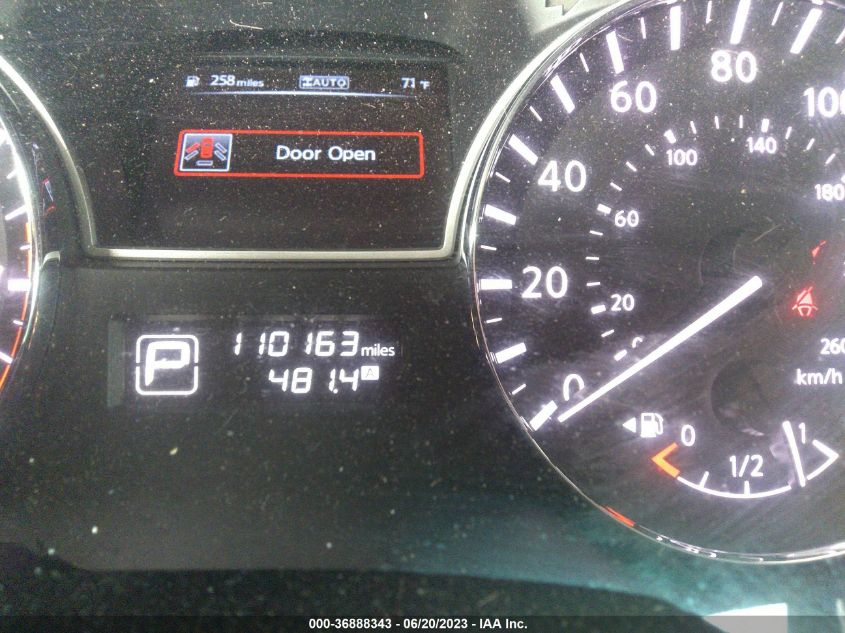 258 miles AUTO 71 °F
Door Open
P 110163 miles
481.4 A
0 20 40 60 80 100
20 60 100 140 180 260
km/h
0 1/2 1
000-36888343 / 06/20/2023 - IAA Inc.